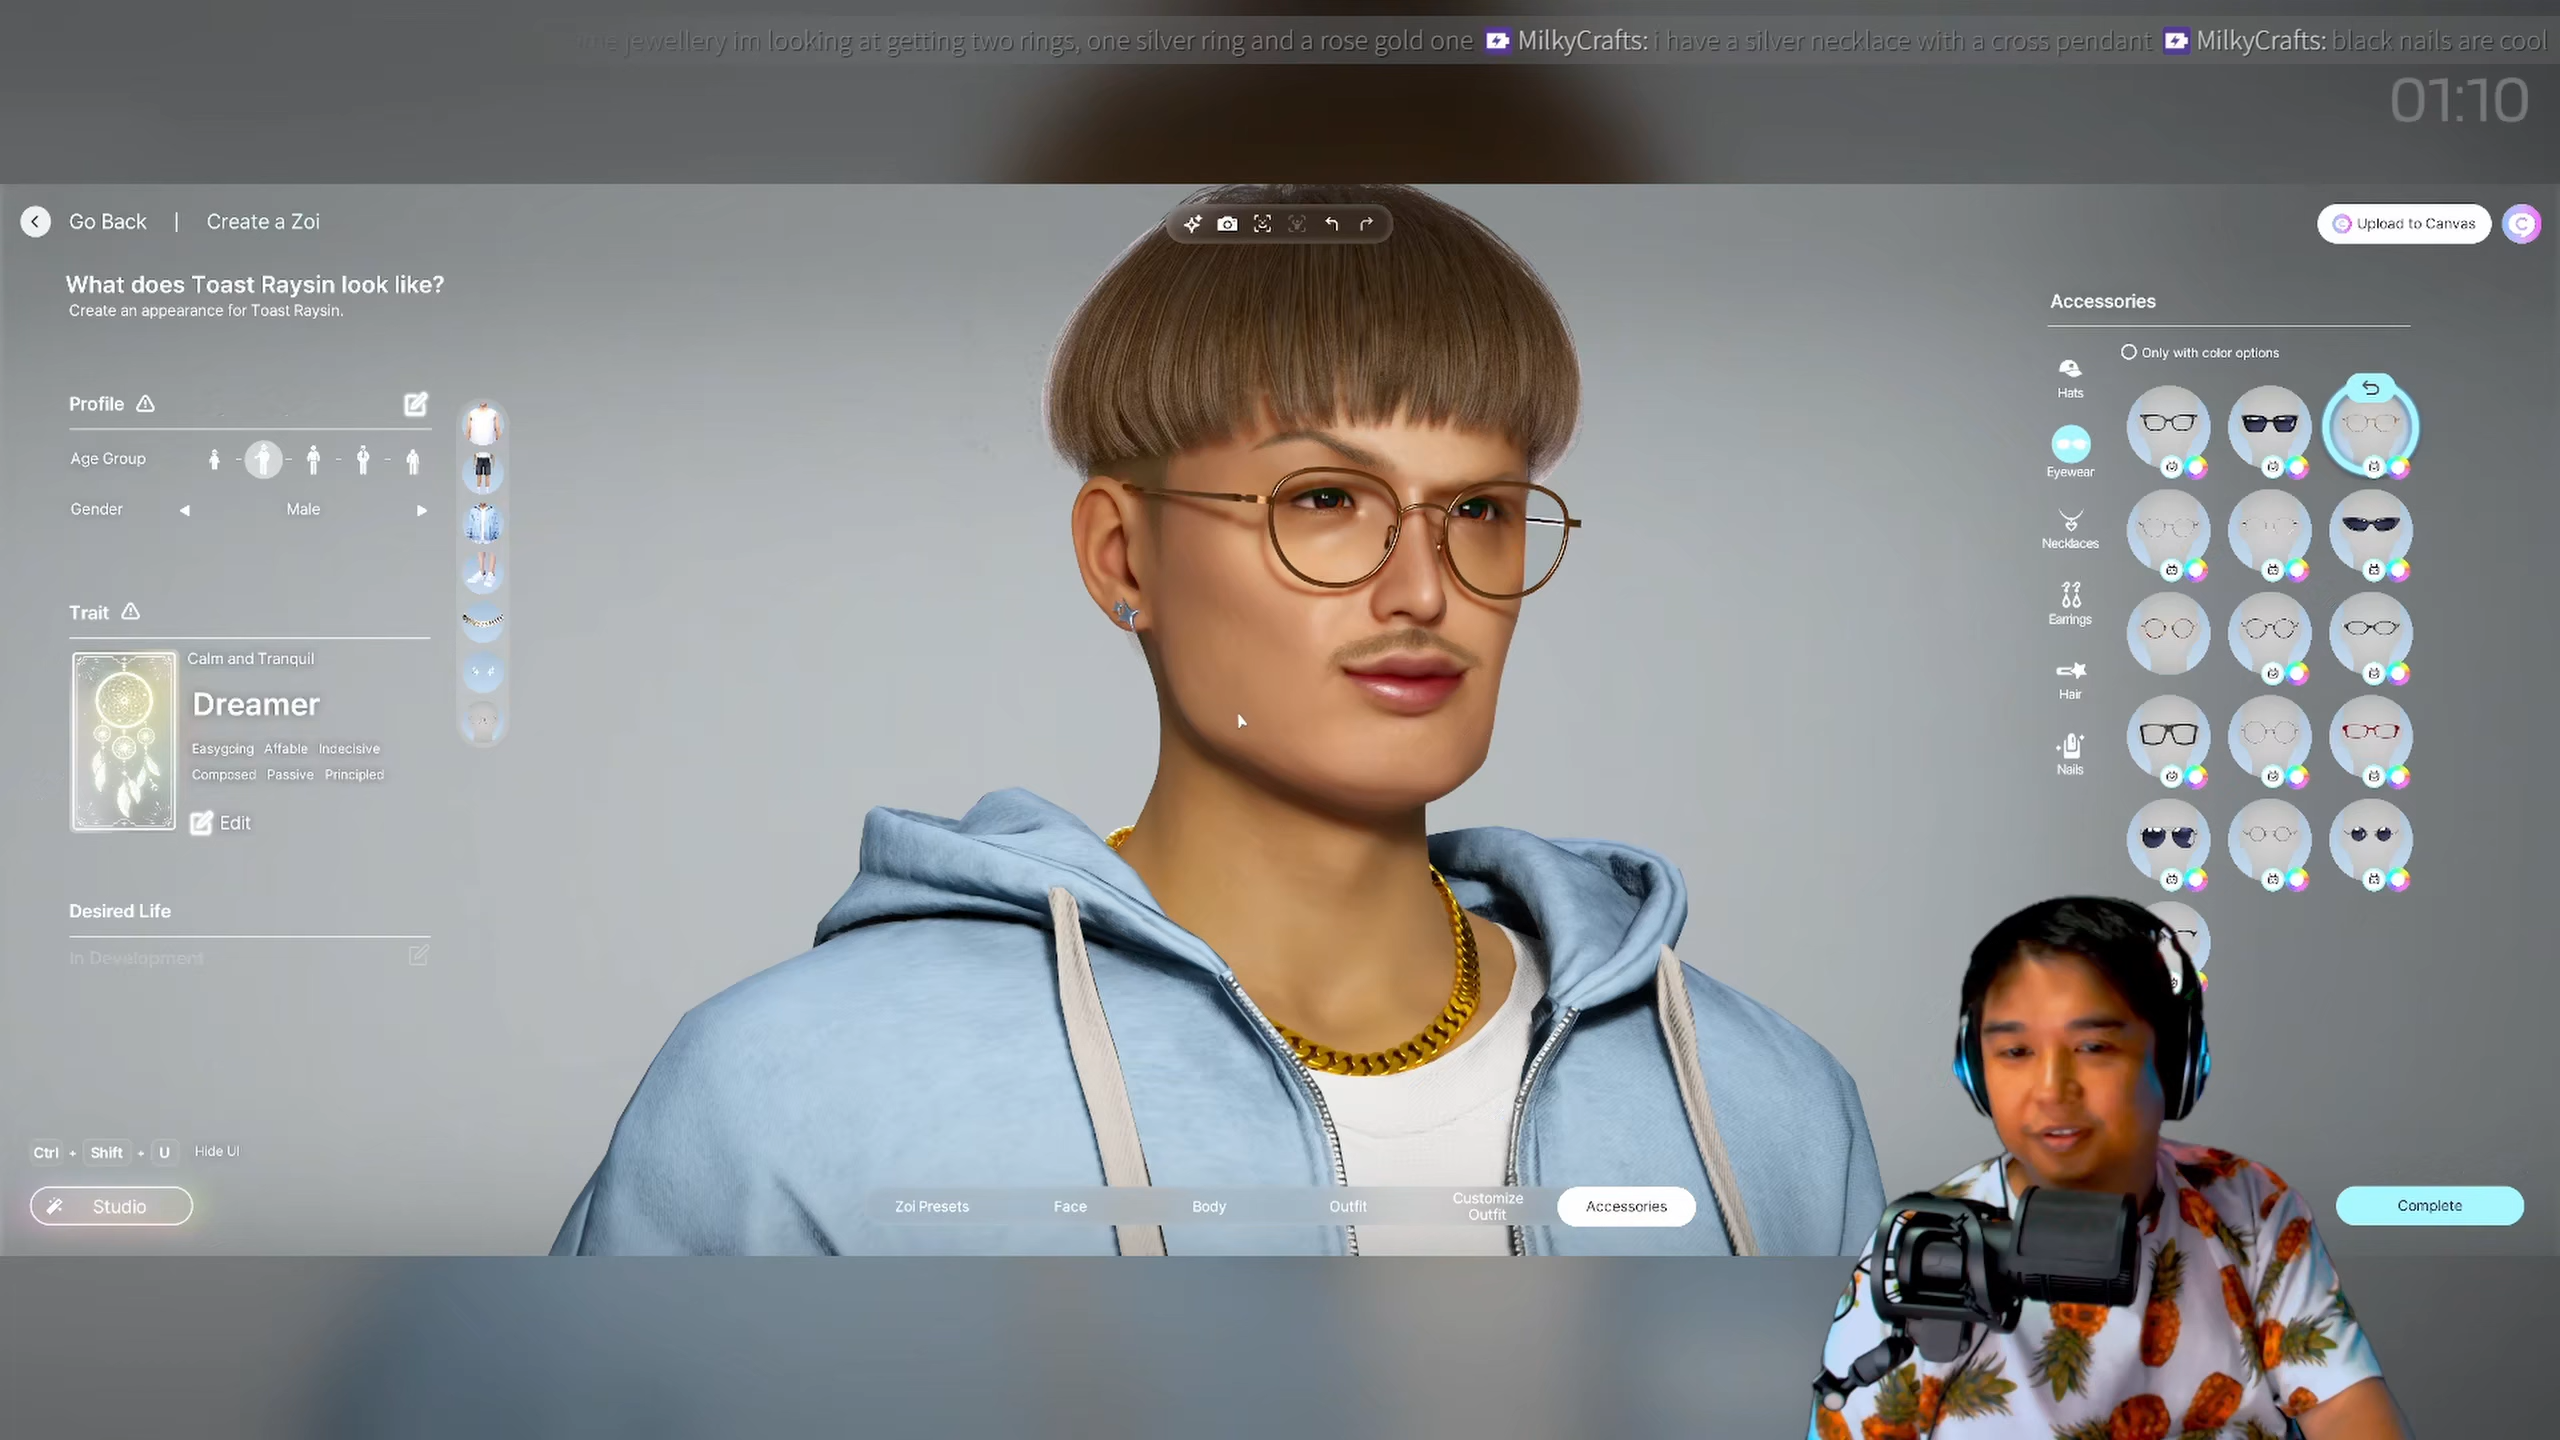 jewellery im looking at getting two rings, one silver ring and a rose gold one MilkyCrafts: i have a silver necklace with a cross pendant MilkyCrafts: black nails are cool
01:10
Go Back | Create a Zoi
Upload to Canvas
What does Toast Raysin look like?
Create an appearance for Toast Raysin.
Profile
Age Group
Gender
Male
Trait
Calm and Tranquil
Dreamer
Easygoing Affable Indecisive
Composed Passive Principled
Edit
Desired Life
In Development
Ctrl + Shift + U Hide UI
Studio
Zoi Presets
Face
Body
Outfit
Customize
Outfit
Accessories
Accessories
Only with color options
Hats
Eyewear
Necklaces
Earrings
Hair
Nails
Complete